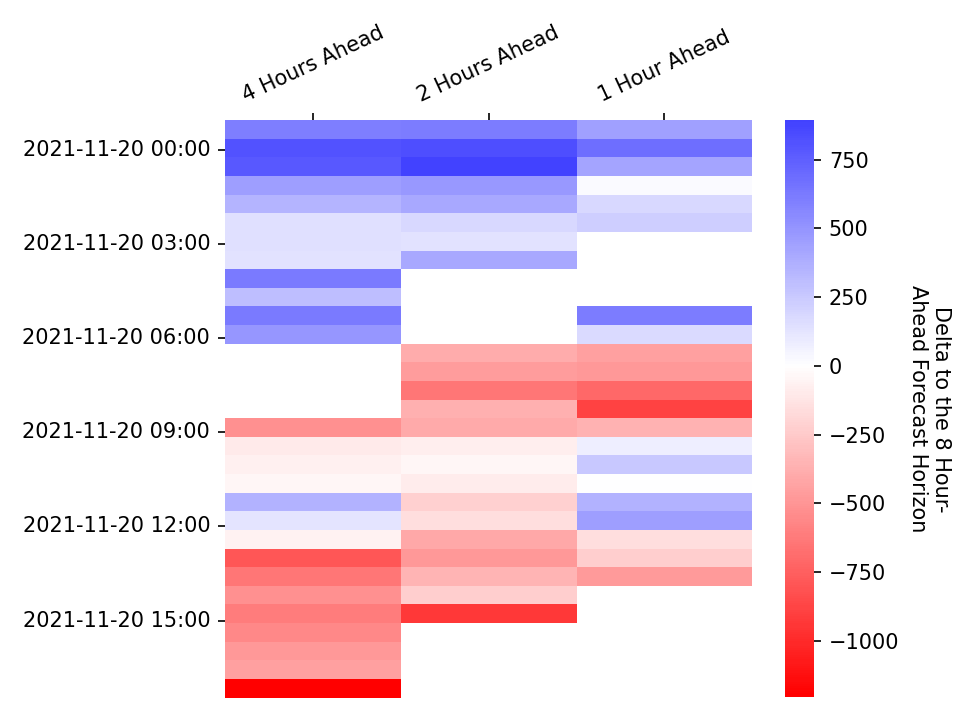 4 Hours Ahead
2 Hours Ahead
1 Hour Ahead
2021-11-20 00:00
2021-11-20 03:00
2021-11-20 06:00
2021-11-20 09:00
2021-11-20 12:00
2021-11-20 15:00
750
500
250
0
−250
−500
−750
−1000
Delta to the 8 Hour-
Ahead Forecast Horizon